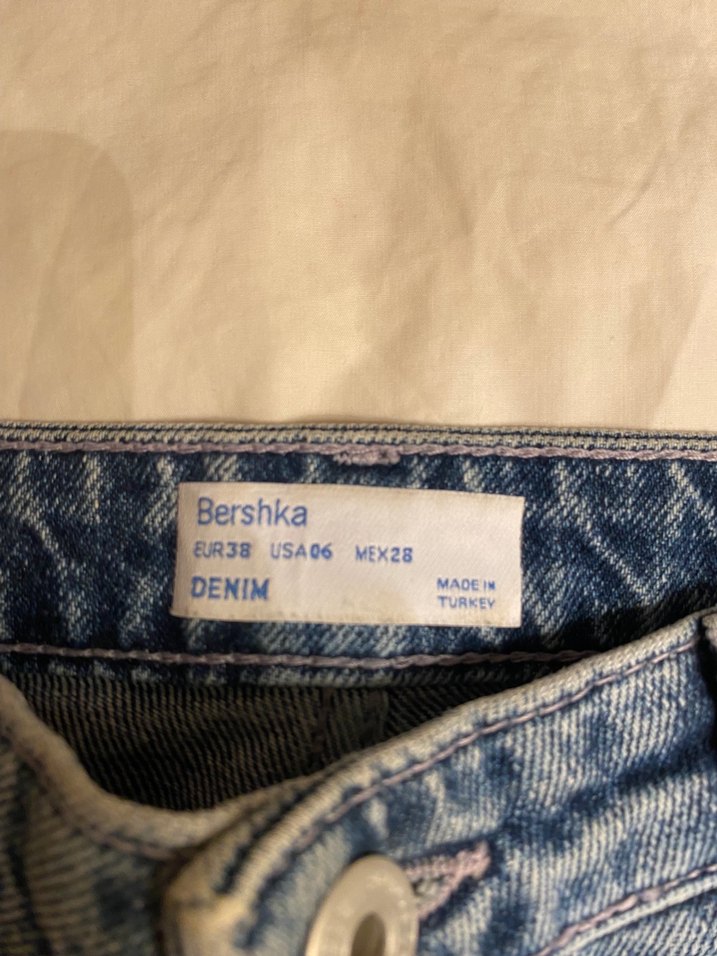 Bershka
EUR38 USA06 MEX28
DENIM
MADE IN
TURKEY